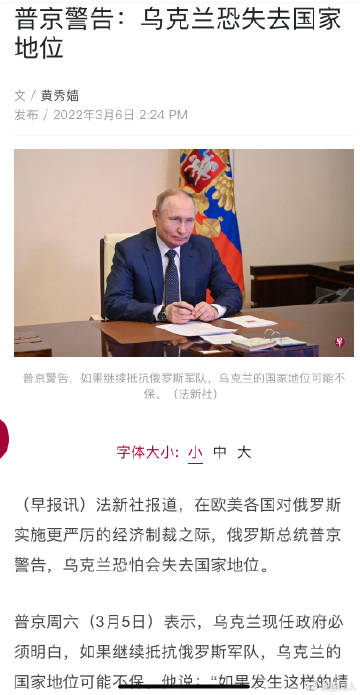 普京警告：乌克兰恐失去国家
地位
文 / 黄秀嫱
发布 / 2022年3月6日 2:24 PM
早
普京警告，如果继续抵抗俄罗斯军队，乌克兰的国家地位可能不
保。（法新社）
字体大小: 小 中 大
（早报讯）法新社报道，在欧美各国对俄罗斯
实施更严厉的经济制裁之际，俄罗斯总统普京
警告，乌克兰恐怕会失去国家地位。
普京周六（3月5日）表示，乌克兰现任政府必
须明白，如果继续抵抗俄罗斯军队，乌克兰的
国家地位可能不保。他说：“如果发生这样的情